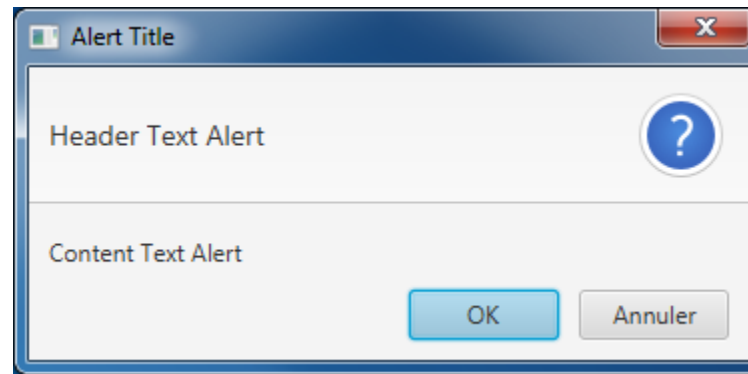 Alert Title
Header Text Alert
?
Content Text Alert
OK Annuler